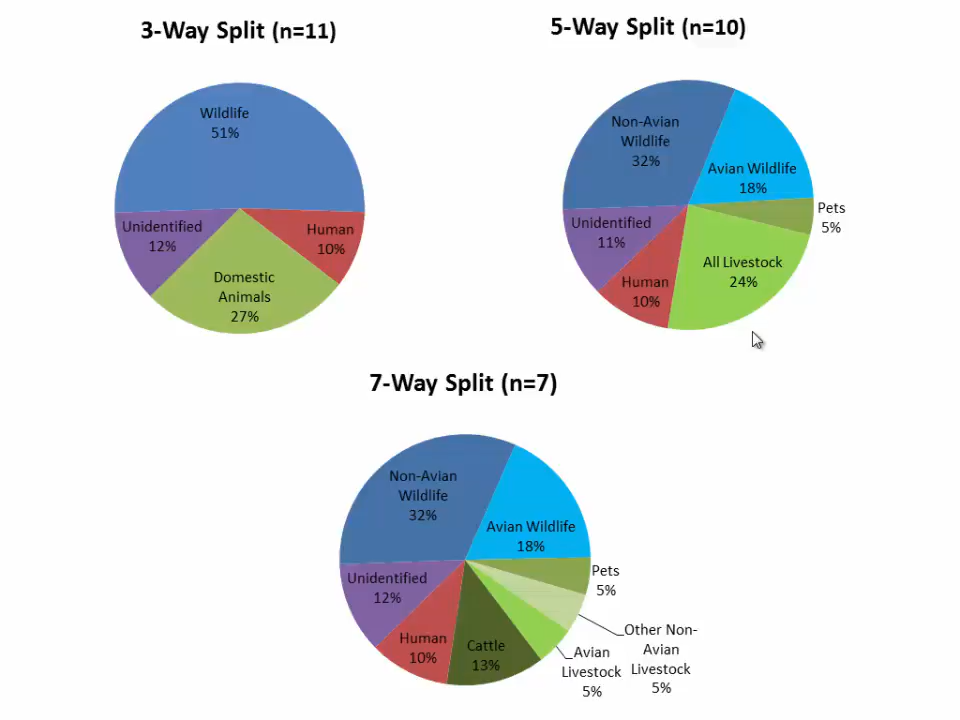 3-Way Split (n=11)
Wildlife
51%
Unidentified
12%
Human
10%
Domestic
Animals
27%
5-Way Split (n=10)
Non-Avian
Wildlife
32%
Avian Wildlife
18%
Pets
5%
Unidentified
11%
All Livestock
24%
Human
10%
7-Way Split (n=7)
Non-Avian
Wildlife
32%
Avian Wildlife
18%
Pets
5%
Unidentified
12%
Human
10%
Cattle
13%
Avian
Livestock
5%
Other Non-
Avian
Livestock
5%